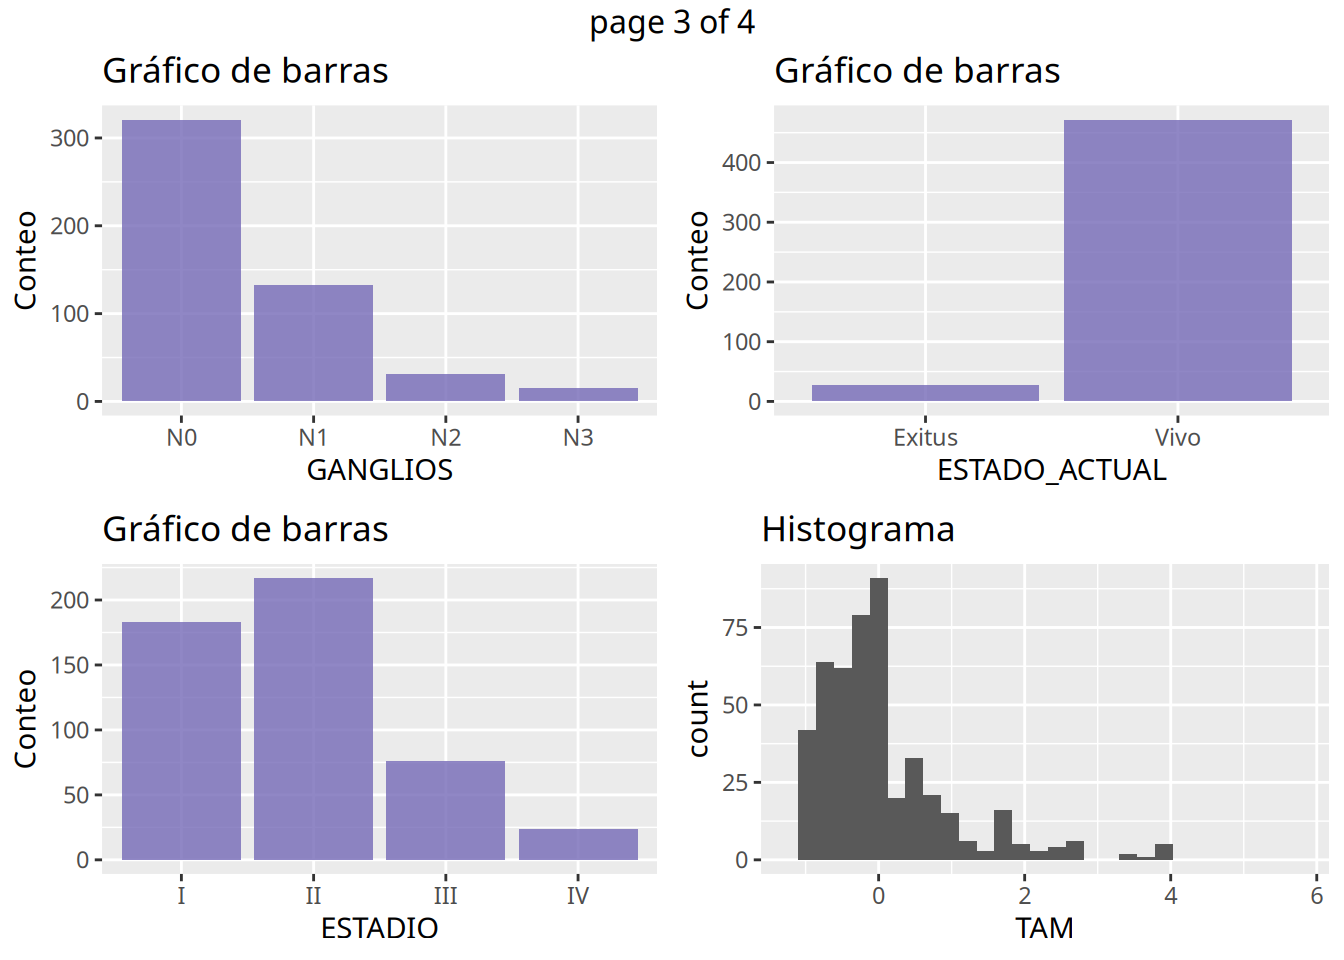 page 3 of 4
Gráfico de barras
Conteo
300
200
100
0
N0 N1 N2 N3
GANGLIOS
Gráfico de barras
Conteo
400
300
200
100
0
Exitus Vivo
ESTADO_ACTUAL
Gráfico de barras
Conteo
200
150
100
50
0
I II III IV
ESTADIO
Histograma
count
75
50
25
0
0 2 4 6
TAM